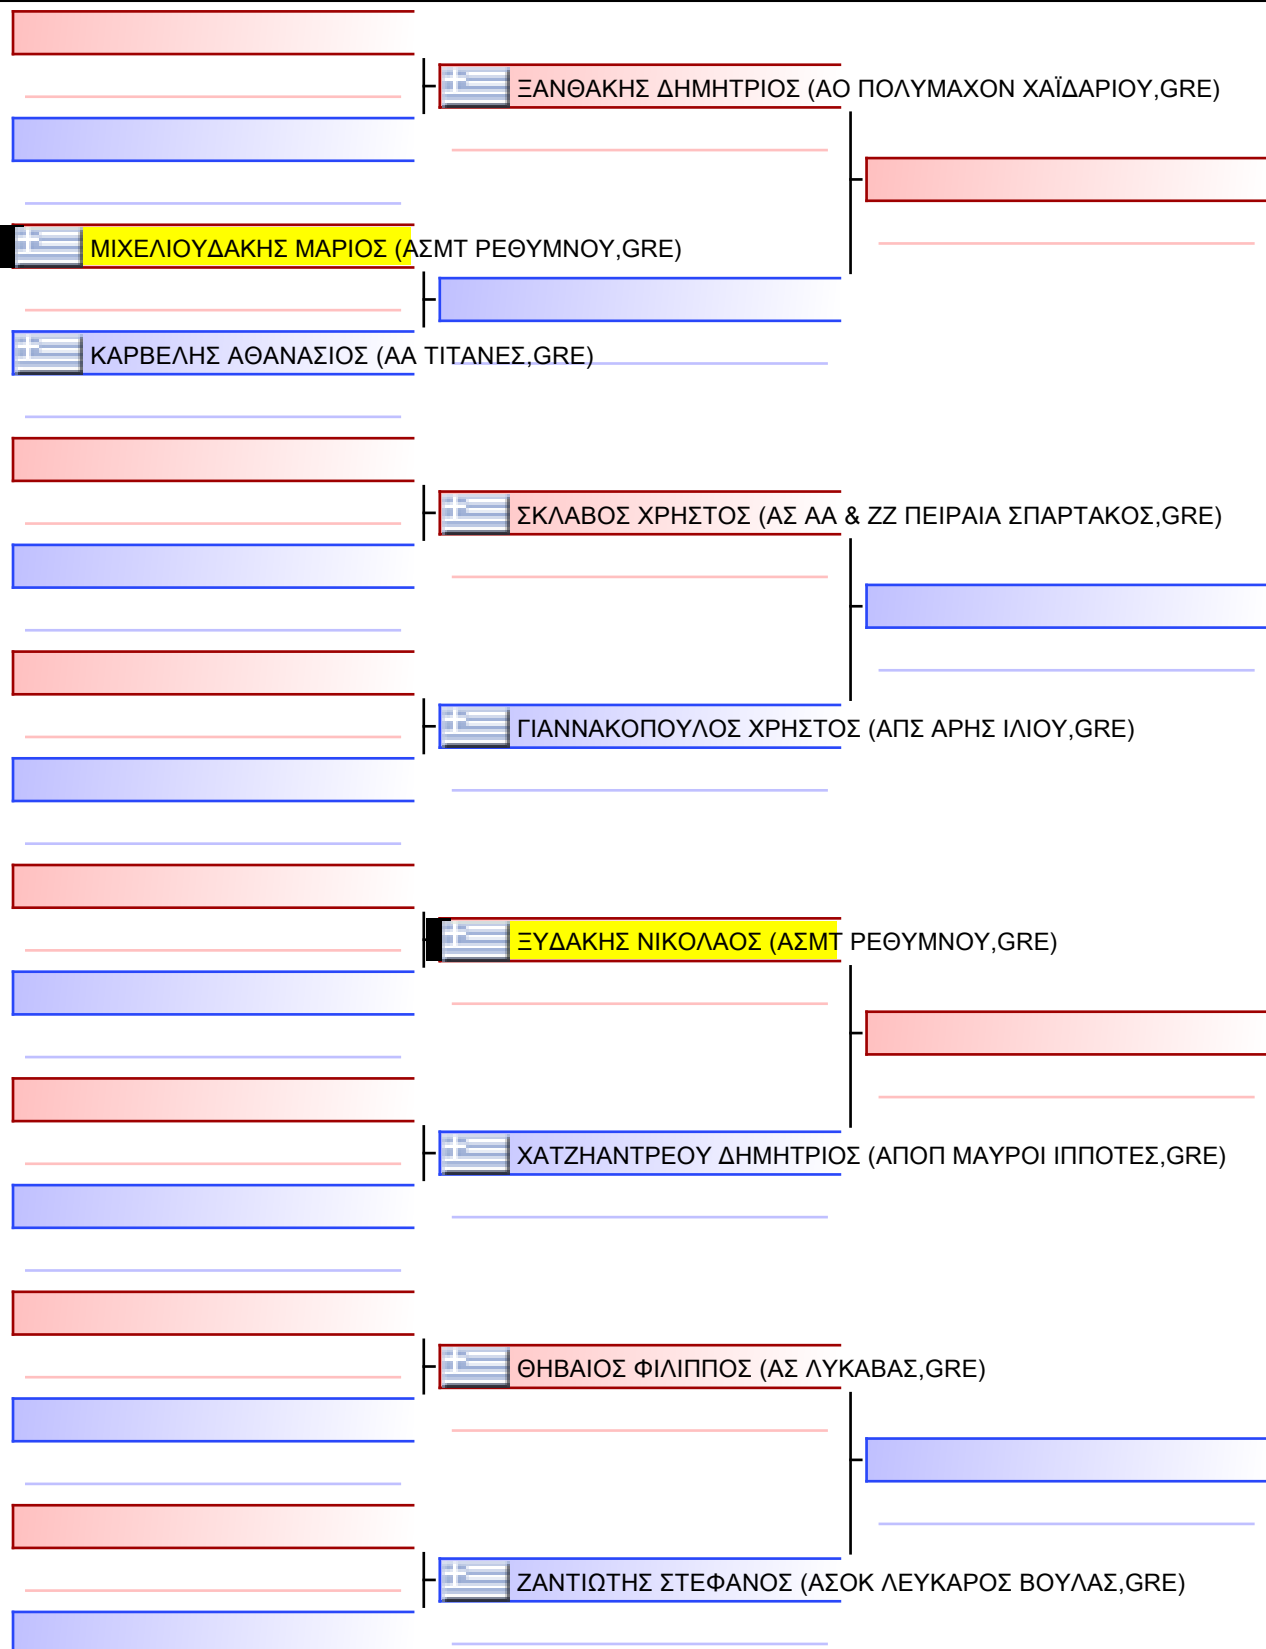 ΞΑΝΘΑΚΗΣ ΔΗΜΗΤΡΙΟΣ (ΑΟ ΠΟΛΥΜΑΧΟΝ ΧΑΪΔΑΡΙΟΥ,GRE)
ΜΙΧΕΛΙΟΥΔΑΚΗΣ ΜΑΡΙΟΣ (ΑΣΜΤ ΡΕΘΥΜΝΟΥ,GRE)
ΚΑΡΒΕΛΗΣ ΑΘΑΝΑΣΙΟΣ (ΑΑ ΤΙΤΑΝΕΣ,GRE)
ΣΚΛΑΒΟΣ ΧΡΗΣΤΟΣ (ΑΣ ΑΑ & ΖΖ ΠΕΙΡΑΙΑ ΣΠΑΡΤΑΚΟΣ,GRE)
ΓΙΑΝΝΑΚΟΠΟΥΛΟΣ ΧΡΗΣΤΟΣ (ΑΠΣ ΑΡΗΣ ΙΛΙΟΥ,GRE)
ΞΥΔΑΚΗΣ ΝΙΚΟΛΑΟΣ (ΑΣΜΤ ΡΕΘΥΜΝΟΥ,GRE)
ΧΑΤΖΗΑΝΤΡΕΟΥ ΔΗΜΗΤΡΙΟΣ (ΑΠΟΠ ΜΑΥΡΟΙ ΙΠΠΟΤΕΣ,GRE)
ΘΗΒΑΙΟΣ ΦΙΛΙΠΠΟΣ (ΑΣ ΛΥΚΑΒΑΣ,GRE)
ΖΑΝΤΙΩΤΗΣ ΣΤΕΦΑΝΟΣ (ΑΣΟΚ ΛΕΥΚΑΡΟΣ ΒΟΥΛΑΣ,GRE)